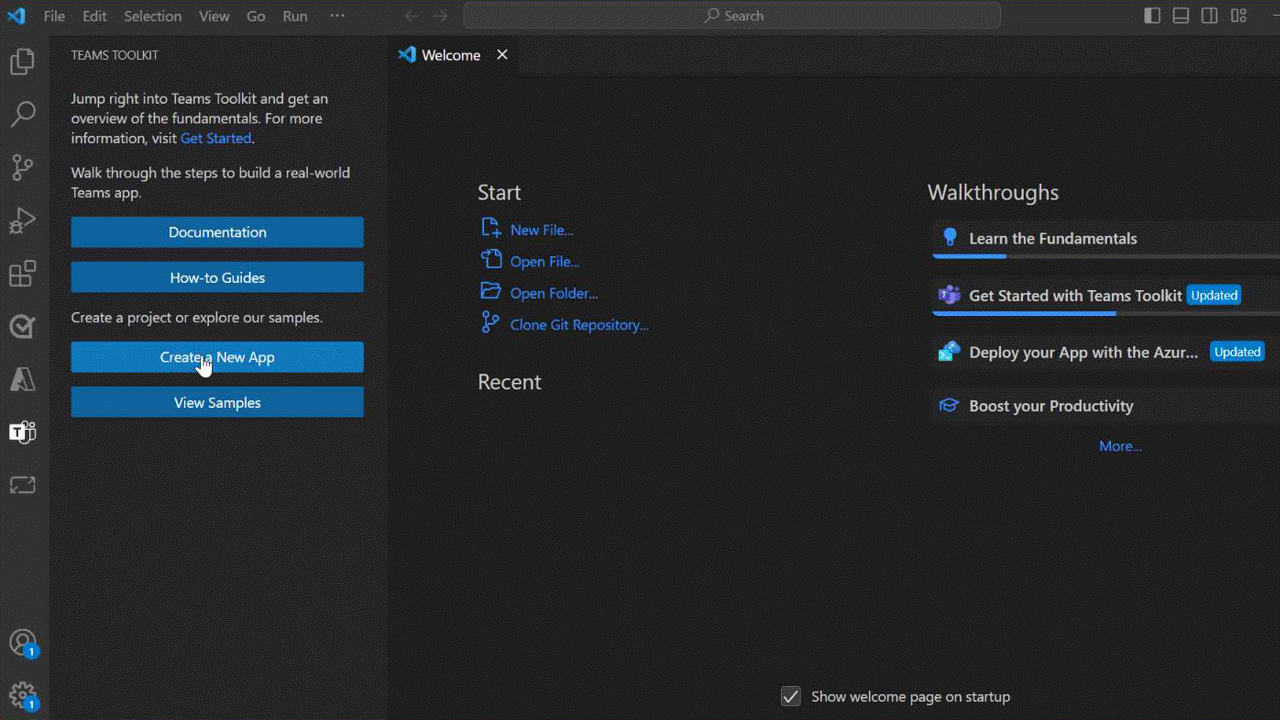 File Edit Selection View Go Run ···
Search
TEAMS TOOLKIT
Jump right into Teams Toolkit and get an
overview of the fundamentals. For more
information, visit Get Started.
Walk through the steps to build a real-world
Teams app.
Documentation
How-to Guides
Create a project or explore our samples.
Create a New App
View Samples
1
1
Welcome
Start
New File...
Open File...
Open Folder...
Clone Git Repository...
Recent
Walkthroughs
Learn the Fundamentals
Get Started with Teams Toolkit Updated
Deploy your App with the Azur... Updated
Boost your Productivity
More...
Show welcome page on startup